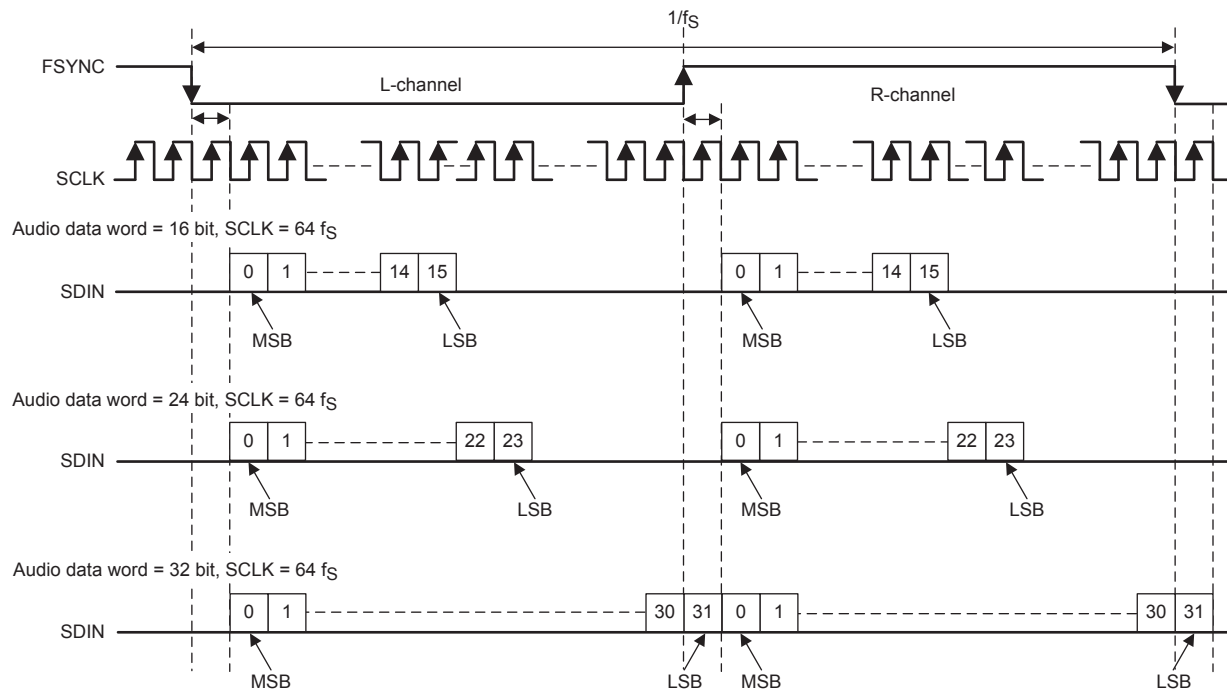 1/fS
FSYNC
L-channel
R-channel
SCLK
Audio data word = 16 bit, SCLK = 64 fS
0 1 14 15 0 1 14 15
SDIN
MSB LSB MSB LSB
Audio data word = 24 bit, SCLK = 64 fS
0 1 22 23 0 1 22 23
SDIN
MSB LSB MSB LSB
Audio data word = 32 bit, SCLK = 64 fS
0 1 30 31 0 1 30 31
SDIN
MSB LSB MSB LSB